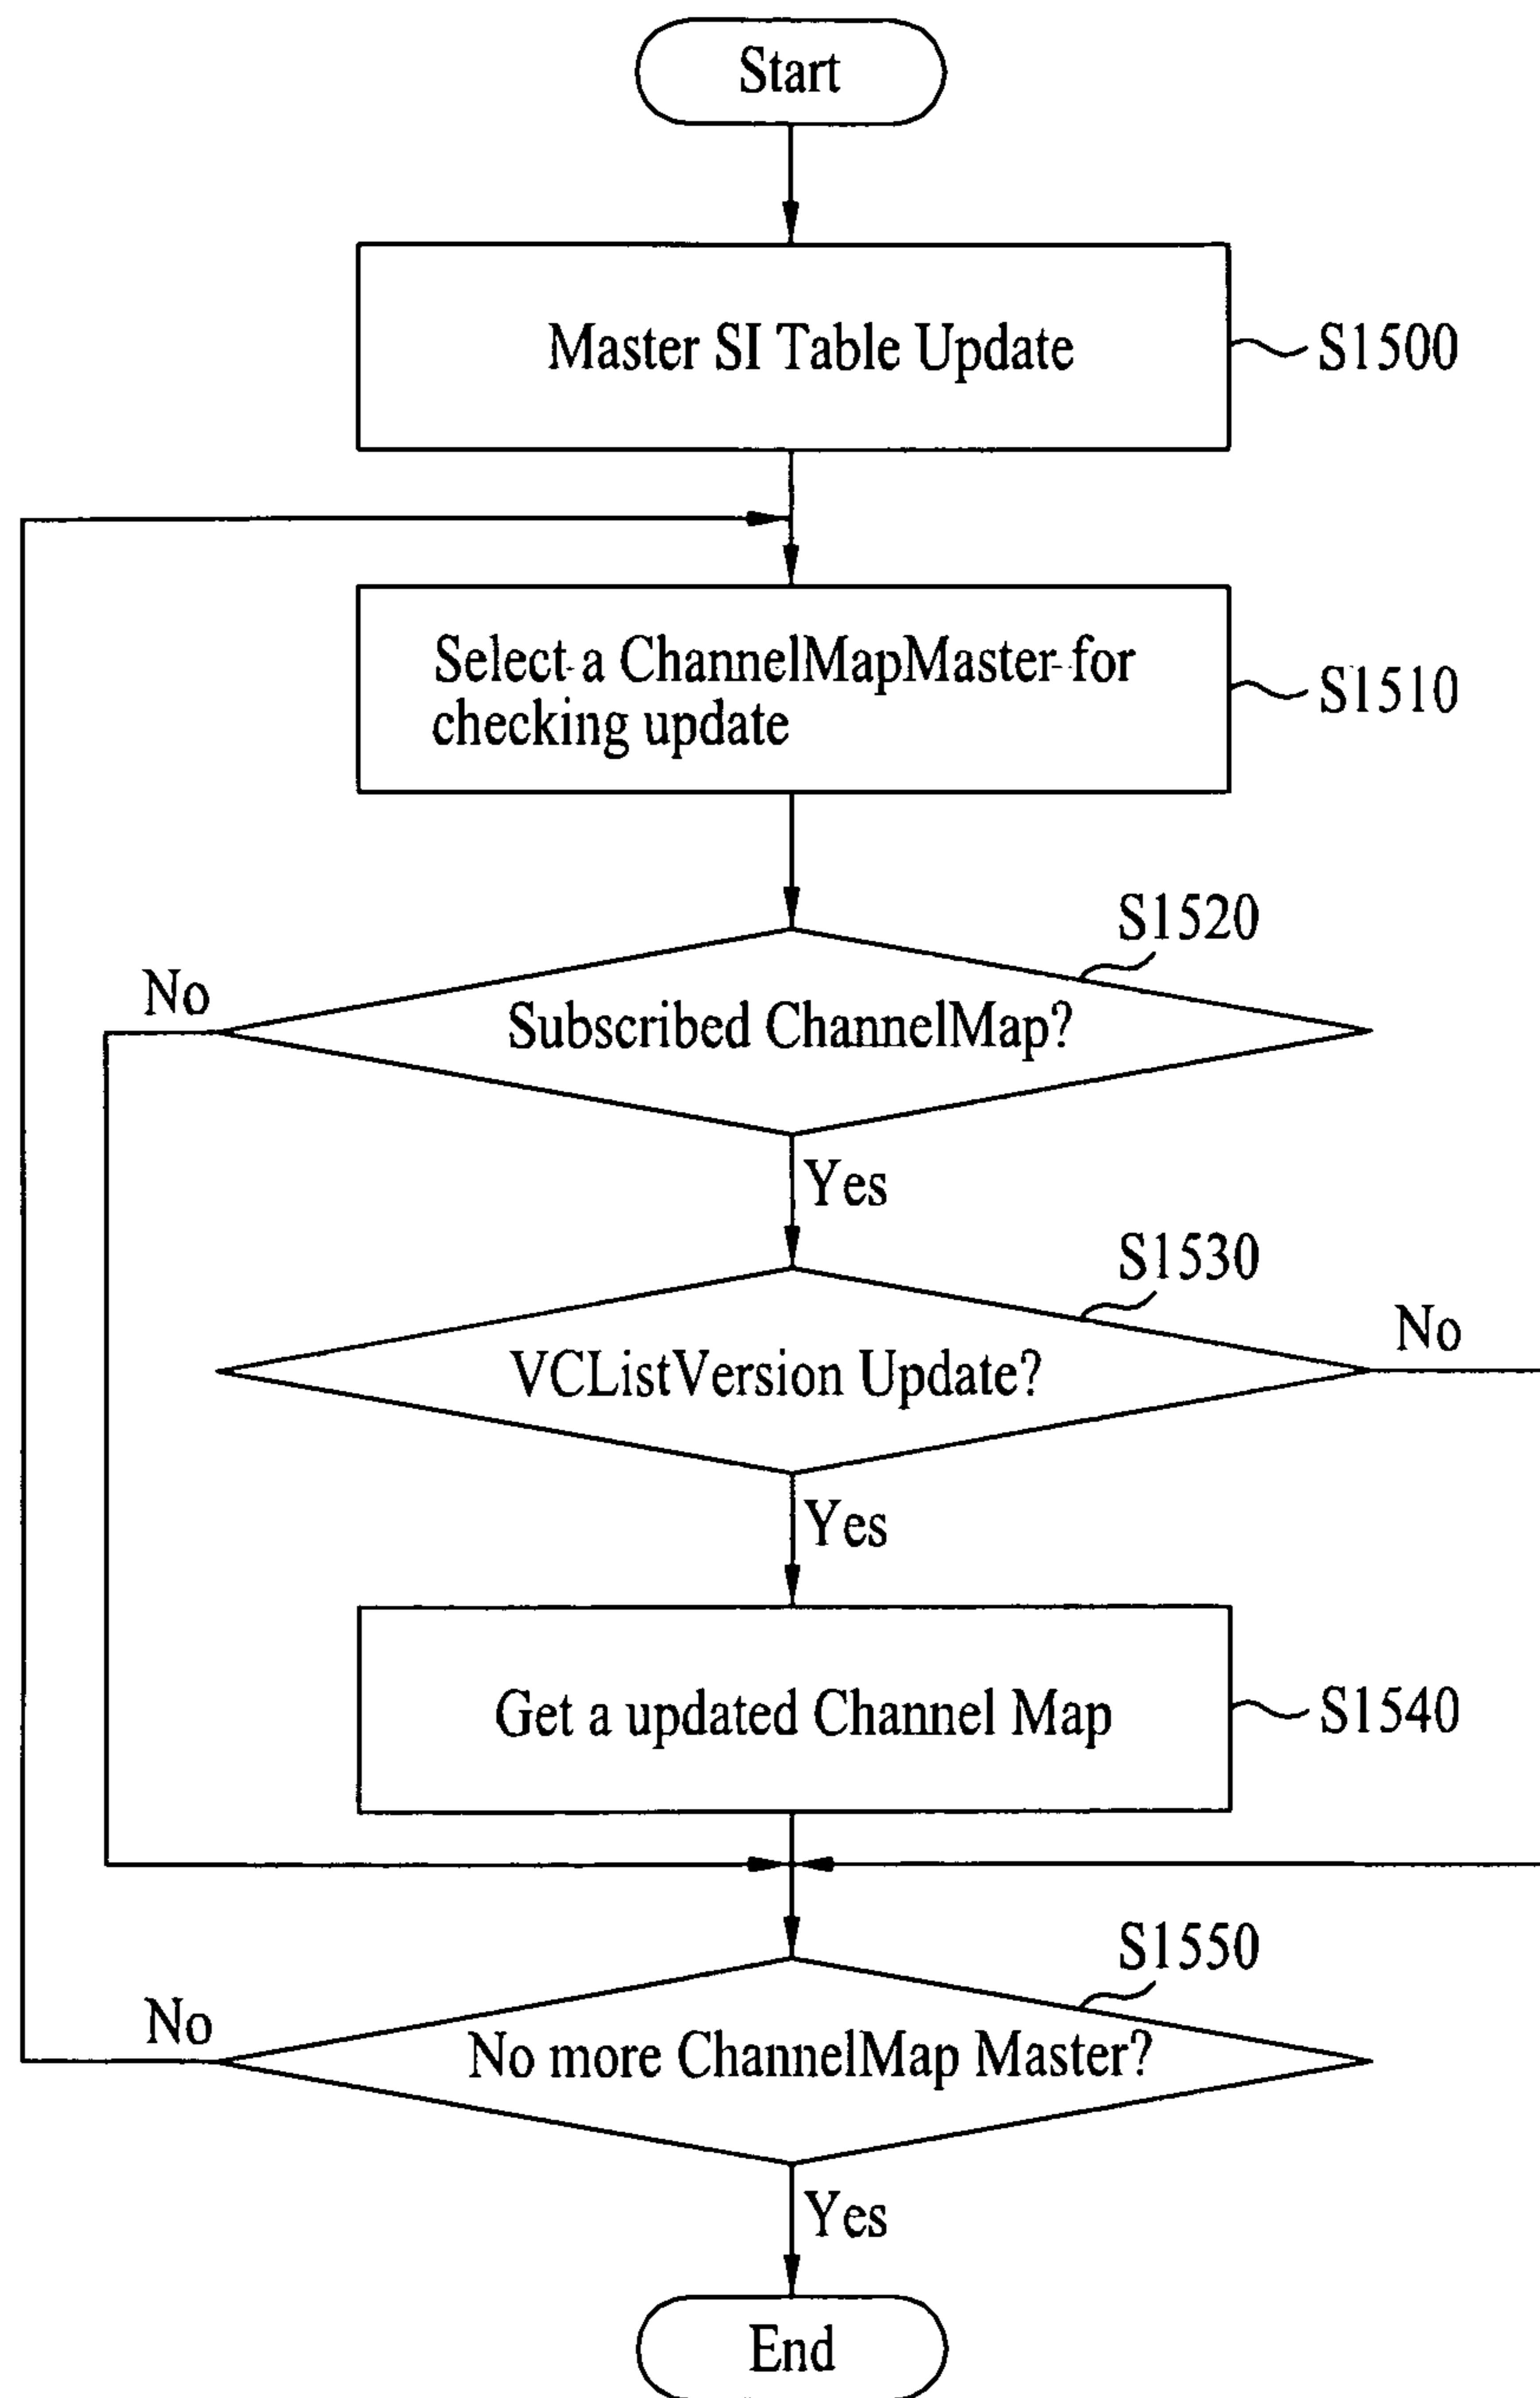 Start
Master SI Table Update
S1500
Select a ChannelMapMaster for
checking update
S1510
S1520
No
Subscribed ChannelMap?
Yes
S1530
No
VCListVersion Update?
Yes
Get a updated Channel Map
S1540
S1550
No
No more ChannelMap Master?
Yes
End